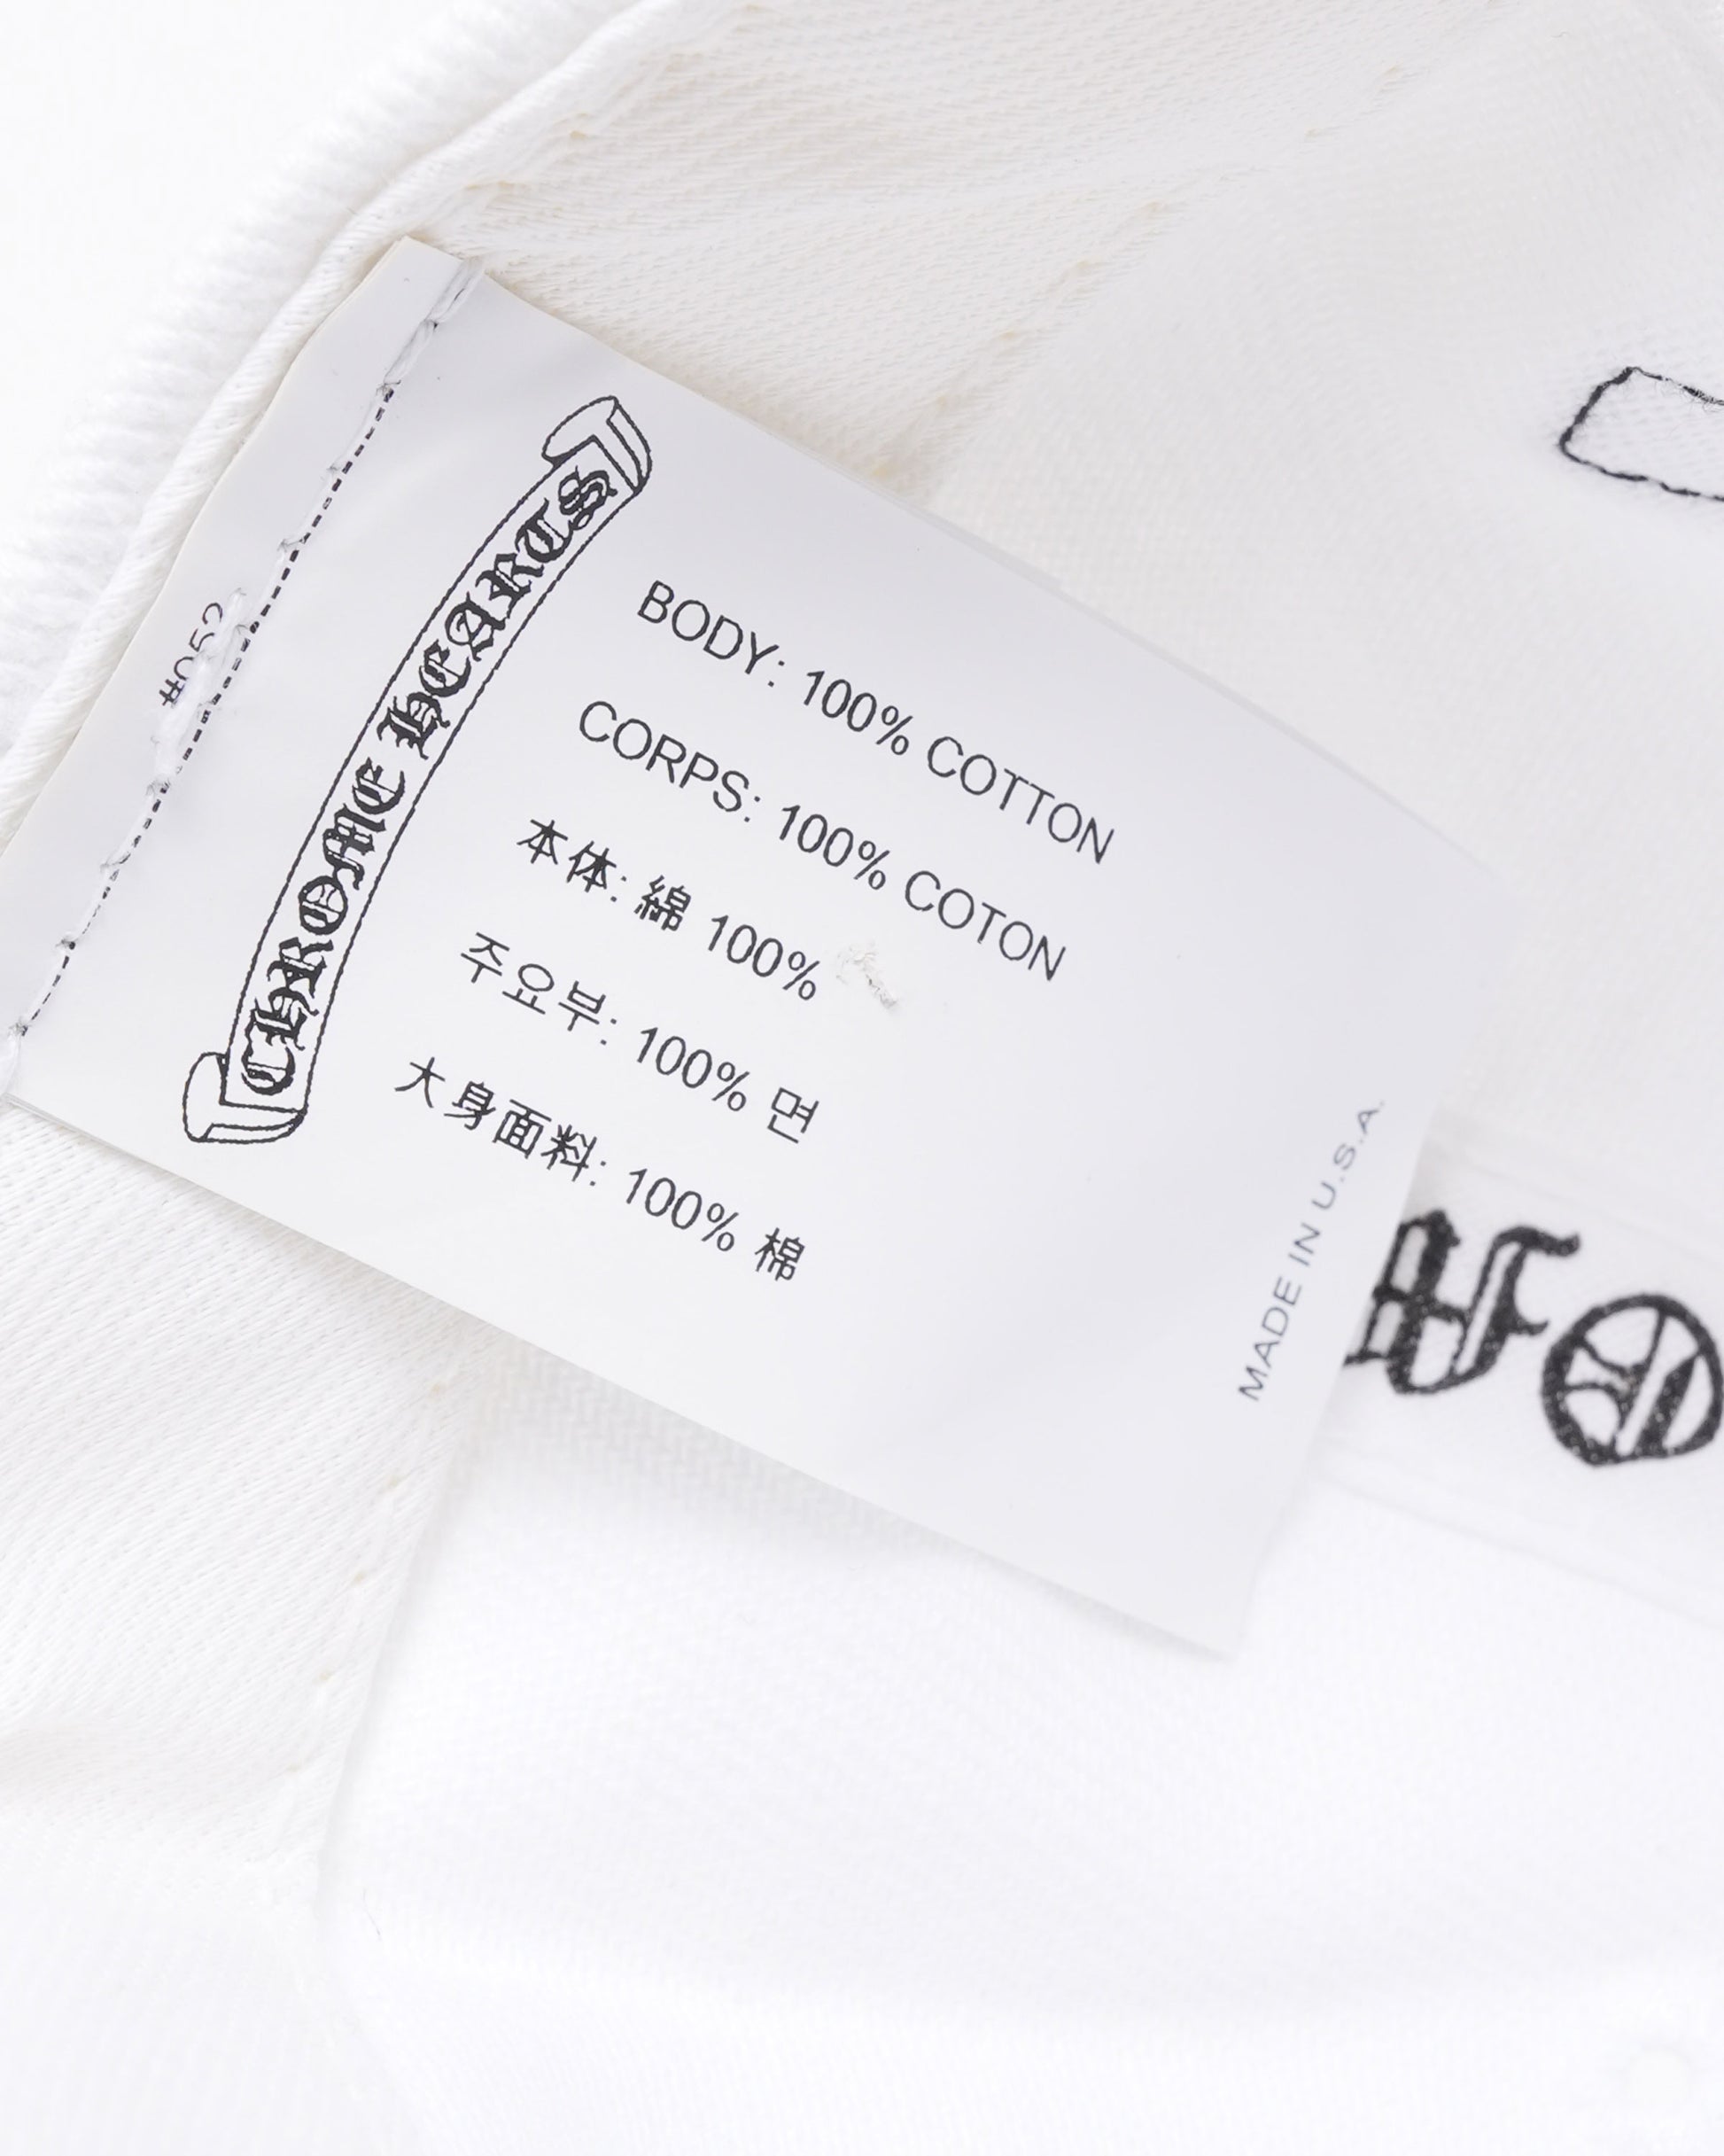 #052
CHROME HEARTS
BODY: 100% COTTON
CORPS: 100% COTON
本体: 綿 100%
주요부: 100% 면
大身面料: 100% 棉
MADE IN U.S.A.